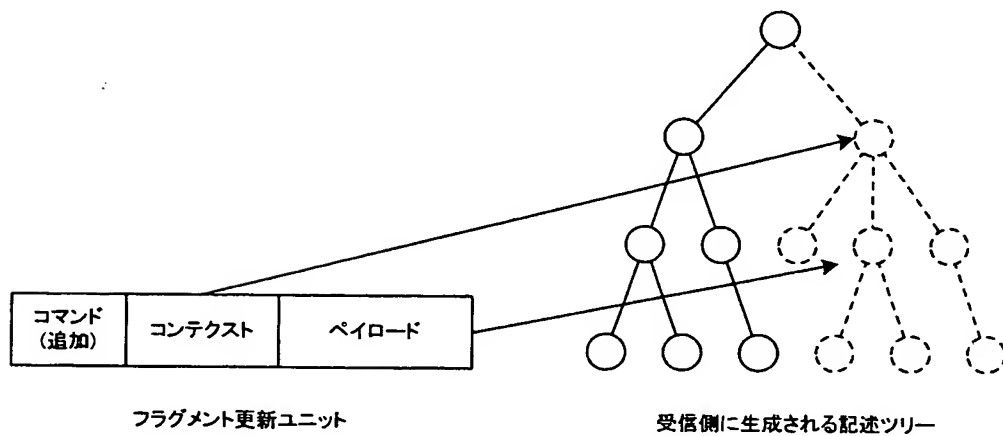 コマンド
(追加)
コンテクスト
ペイロード
フラグメント更新ユニット
受信側に生成される記述ツリー